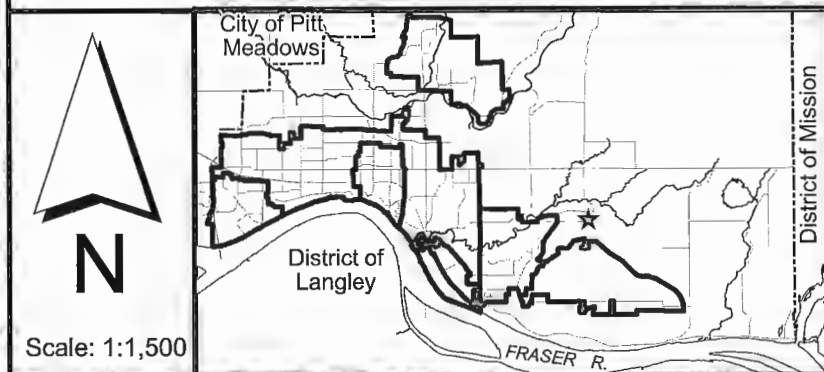 City of Pitt
Meadows
District of Mission
District of
Langley
N
Scale: 1:1,500
FRASER R.